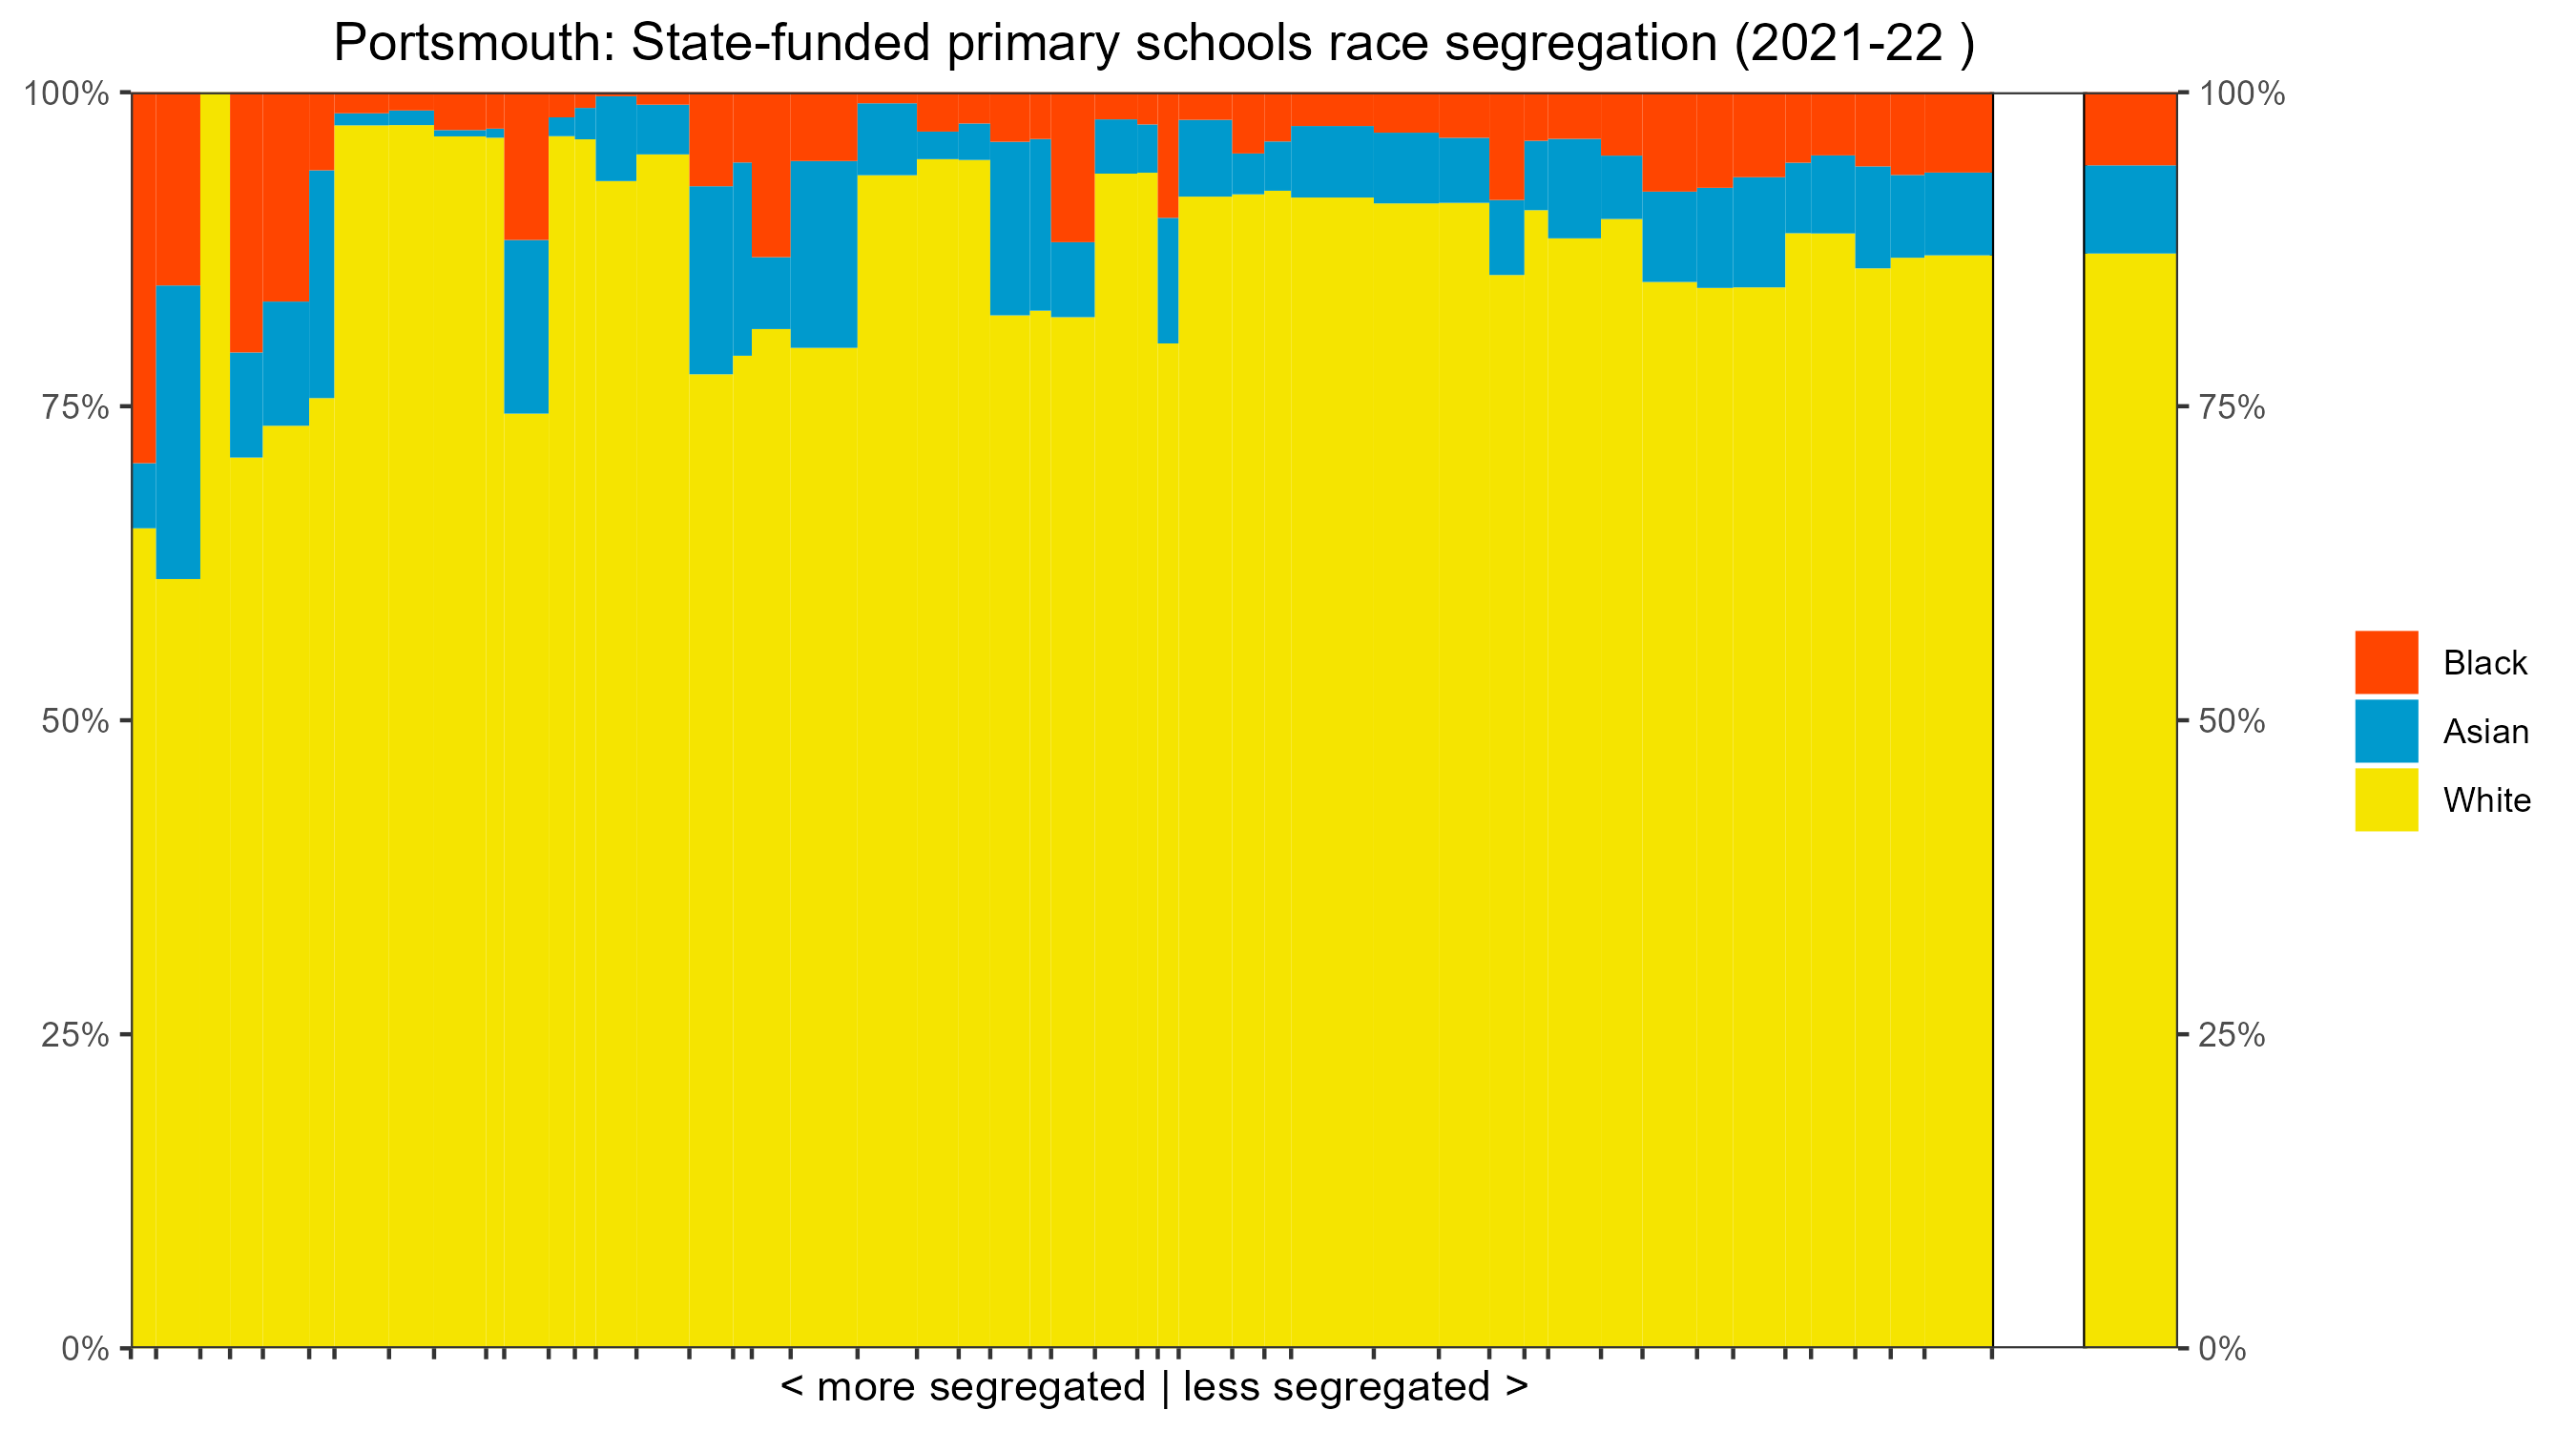 Portsmouth: State-funded primary schools race segregation (2021-22 )
100%
75%
50%
25%
0%
100%
75%
50%
25%
0%
Black
Asian
White
< more segregated | less segregated >